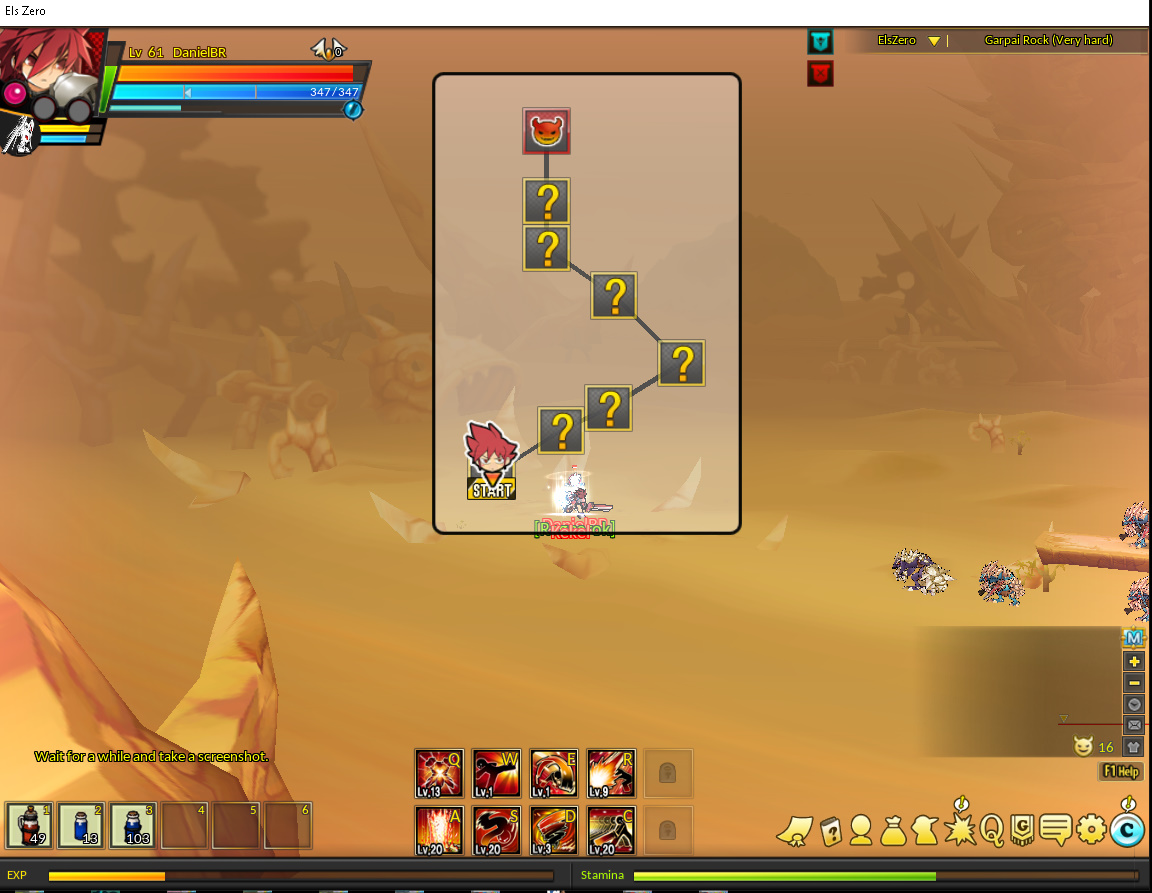 Els Zero
Lv 61 DanielBR
0
ElsZero
Garpai Rock (Very hard)
347/347
?
?
?
?
?
?
START
M
16
F1 Help
Wait for a while and take a screenshot.
Q
Lv,13
W
Lv,1
E
Lv,1
R
Lv,9
1
49
2
13
3
103
4
5
6
A
Lv,20
S
Lv,20
D
Lv,3
C
Lv,20
EXP
Stamina